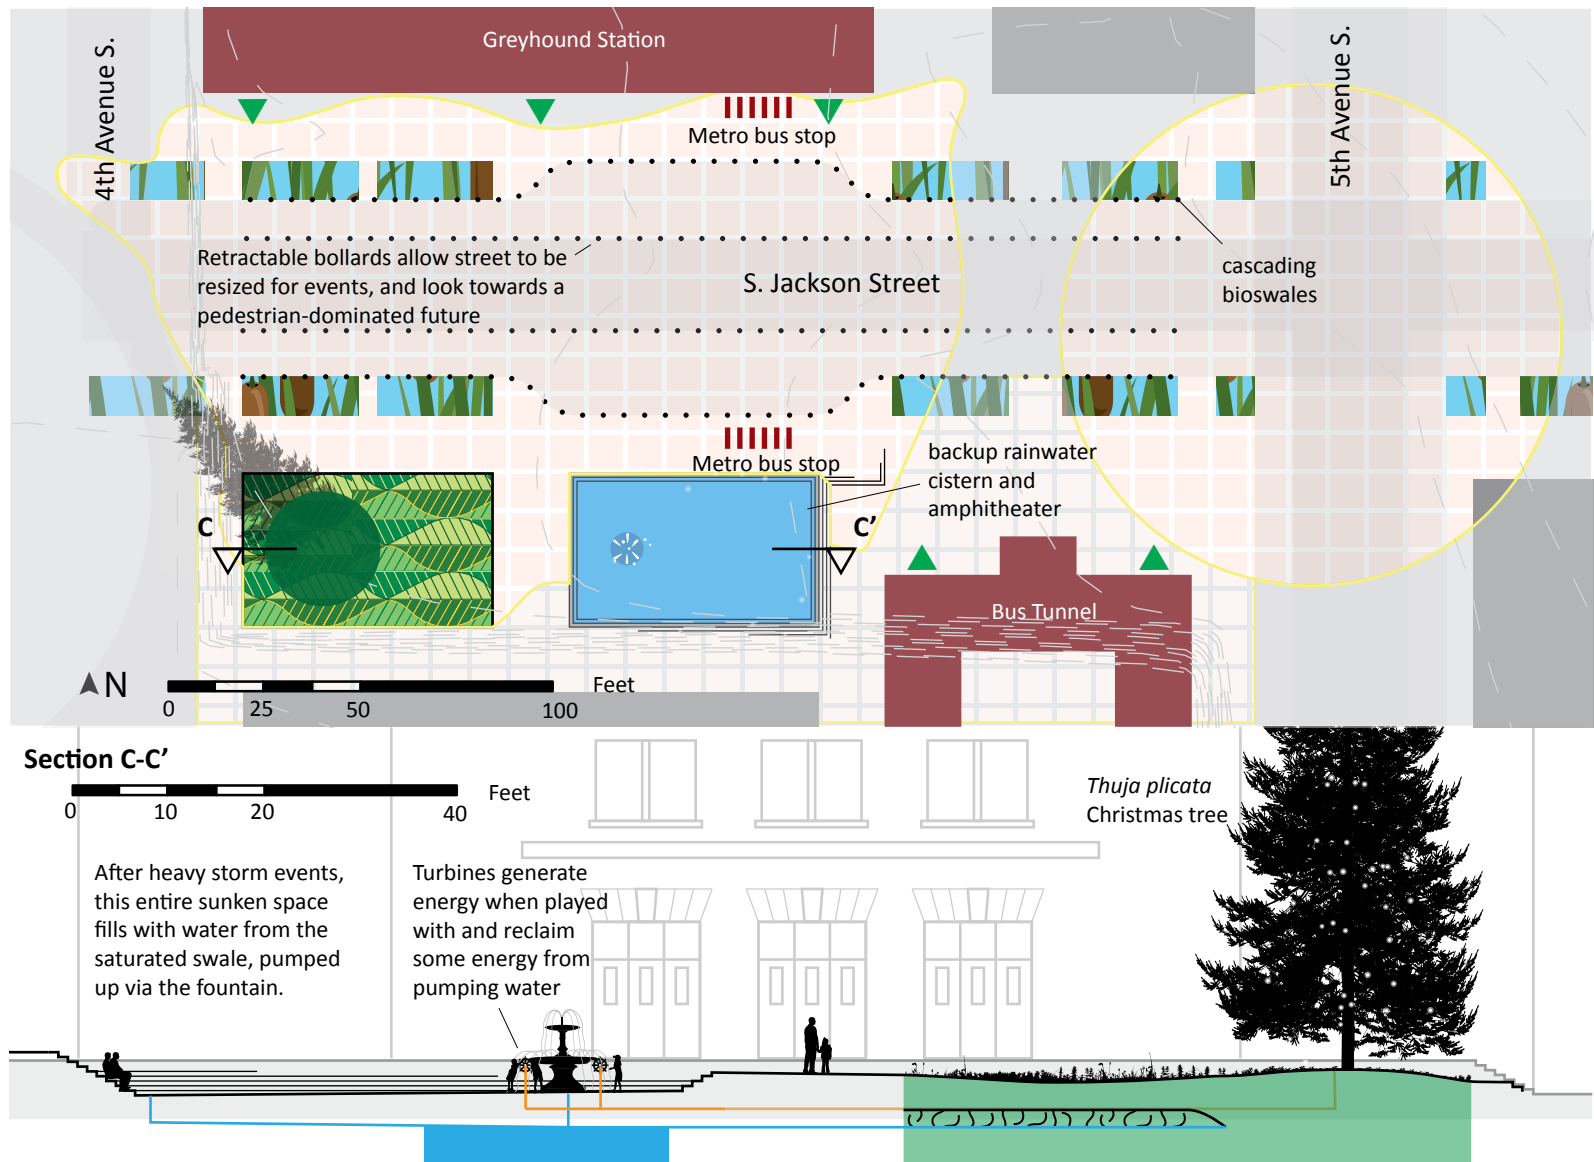 Greyhound Station
4th Avenue S.
5th Avenue S.
Metro bus stop
Retractable bollards allow street to be
resized for events, and look towards a
pedestrian-dominated future
S. Jackson Street
cascading
bioswales
Metro bus stop
backup rainwater
cistern and
amphitheater
C
C’
Bus Tunnel
N
Feet
0 25 50 100
Section C-C’
Feet
0 10 20 40
Thuja plicata
Christmas tree
After heavy storm events,
this entire sunken space
fills with water from the
saturated swale, pumped
up via the fountain.
Turbines generate
energy when played
with and reclaim
some energy from
pumping water